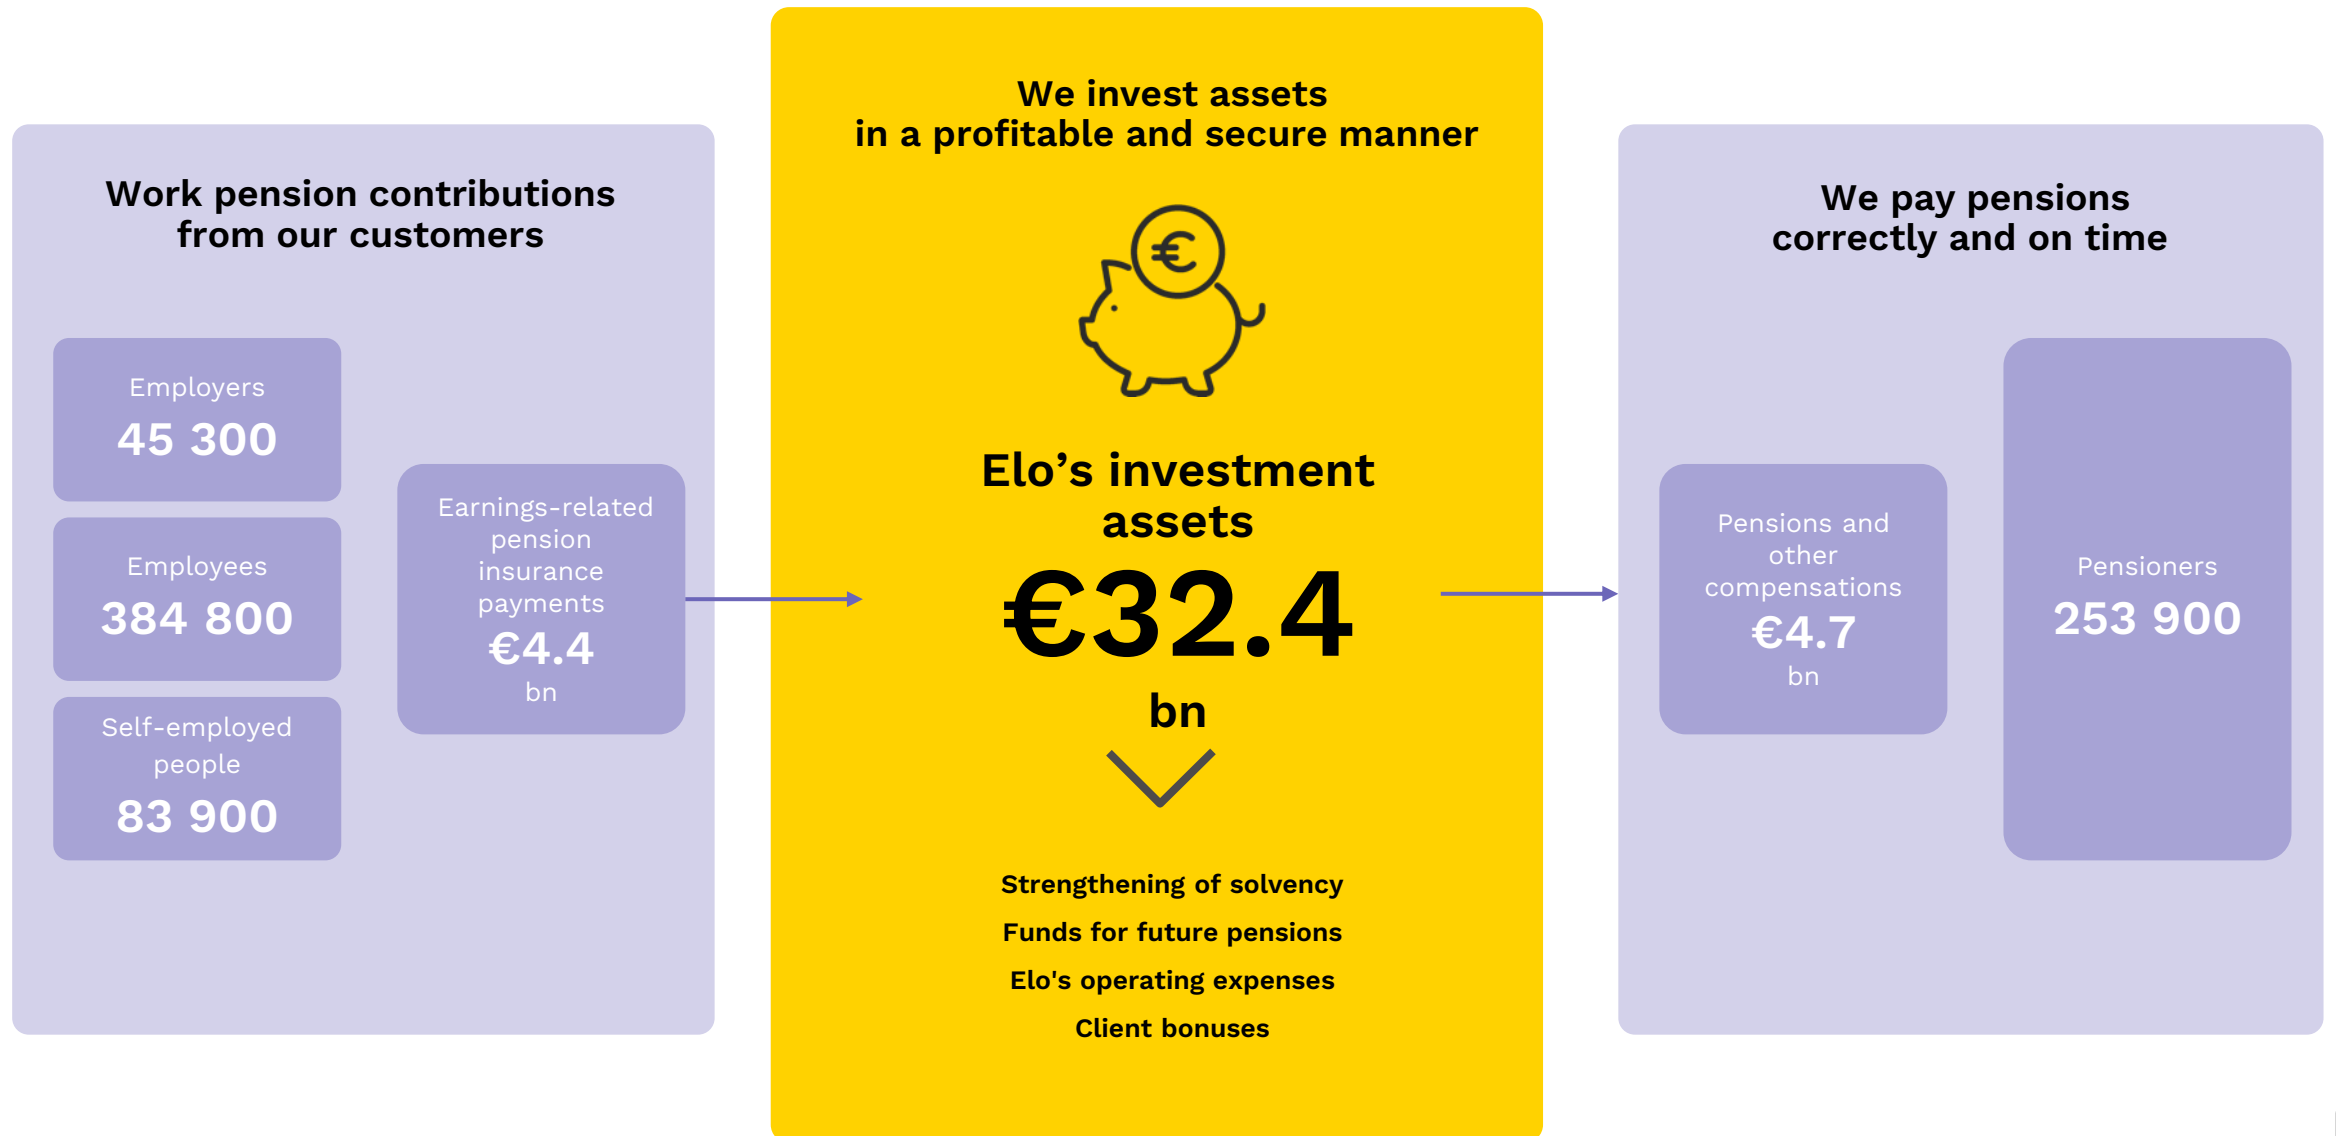 Work pension contributions
from our customers
Employers
45 300
Employees
384 800
Self-employed
people
83 900
Earnings-related
pension
insurance
payments
€4.4
bn
We invest assets
in a profitable and secure manner
€
Elo’s investment
assets
€32.4
bn
Strengthening of solvency
Funds for future pensions
Elo's operating expenses
Client bonuses
We pay pensions
correctly and on time
Pensions and
other
compensations
€4.7
bn
Pensioners
253 900